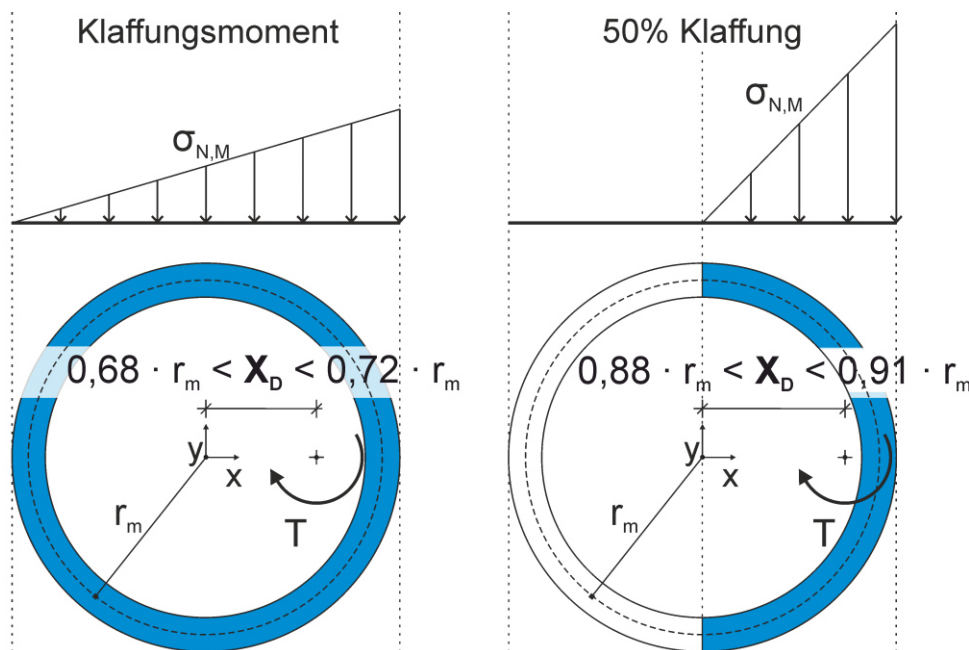 Klaffungsmoment
σN,M
0,68 · rm < XD < 0,72 · rm
y
x
rm
T
50% Klaffung
σN,M
0,88 · rm < XD < 0,91 · rm
y
x
rm
T